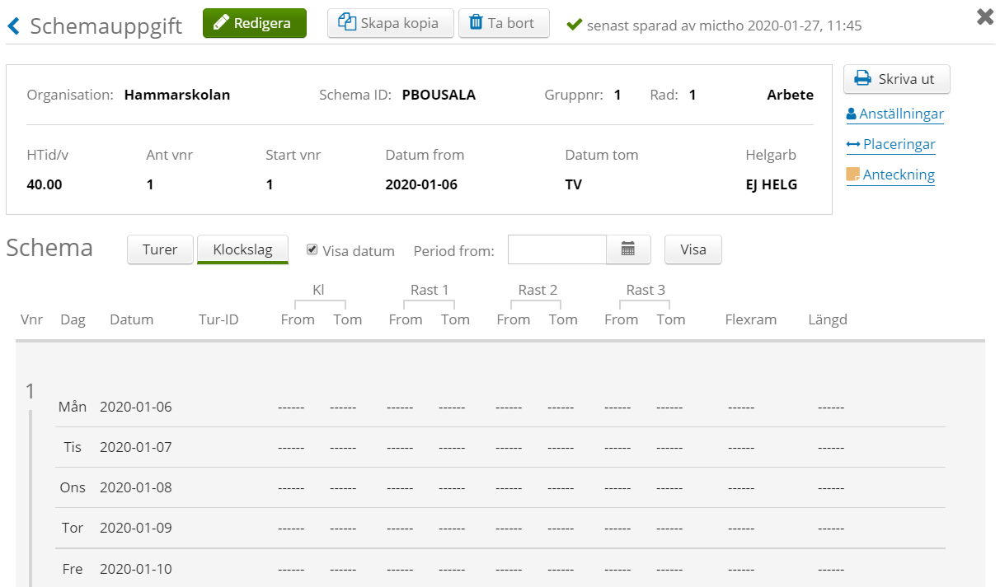 Schemauppgift Redigera Skapa kopia Ta bort senast sparad av mictho 2020-01-27, 11:45
Organisation: Hammarskolan Schema ID: PBOUSALA Gruppnr: 1 Rad: 1 Arbete
HTid/v Ant vnr Start vnr Datum from Datum tom Helgarb
40.00 1 1 2020-01-06 TV EJ HELG
Skriva ut
Anställningar
Placeringar
Anteckning
Schema Turer Klockslag Visa datum Period from: Visa
Kl Rast 1 Rast 2 Rast 3
Vnr Dag Datum Tur-ID From Tom From Tom From Tom From Tom Flexram Längd
1
Mån 2020-01-06 ------ ------ ------ ------ ------ ------ ------ ------ ------ ------
Tis 2020-01-07 ------ ------ ------ ------ ------ ------ ------ ------ ------ ------
Ons 2020-01-08 ------ ------ ------ ------ ------ ------ ------ ------ ------ ------
Tor 2020-01-09 ------ ------ ------ ------ ------ ------ ------ ------ ------ ------
Fre 2020-01-10 ------ ------ ------ ------ ------ ------ ------ ------ ------ ------